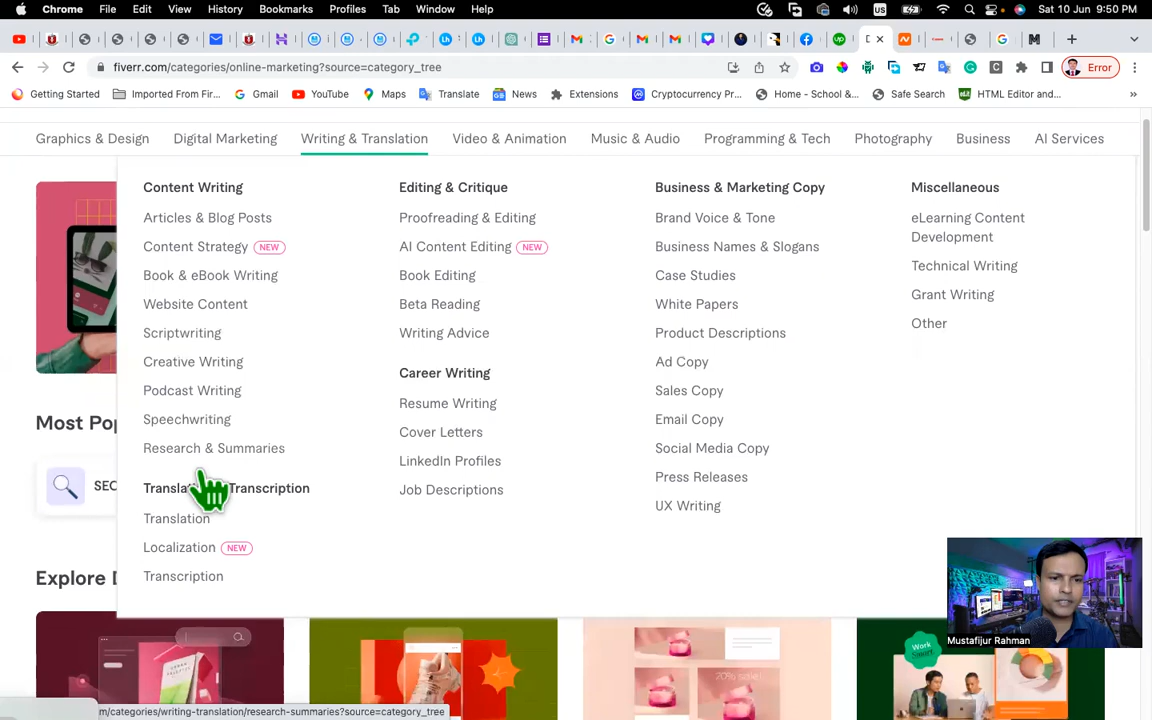 Chrome File Edit View History Bookmarks Profiles Tab Window Help
US
Sat 10 Jun 9:50 PM
fiverr.com/categories/online-marketing?source=category_tree
Error
Getting Started
Imported From Fir...
Gmail
YouTube
Maps
Translate
News
Extensions
Cryptocurrency Pr...
Home - School &...
Safe Search
HTML Editor and...
Graphics & Design
Digital Marketing
Writing & Translation
Video & Animation
Music & Audio
Programming & Tech
Photography
Business
AI Services
Content Writing
Articles & Blog Posts
Content Strategy NEW
Book & eBook Writing
Website Content
Scriptwriting
Creative Writing
Podcast Writing
Speechwriting
Research & Summaries
Transcription
Translation
Localization NEW
Transcription
Editing & Critique
Proofreading & Editing
AI Content Editing NEW
Book Editing
Beta Reading
Writing Advice
Career Writing
Resume Writing
Cover Letters
LinkedIn Profiles
Job Descriptions
Business & Marketing Copy
Brand Voice & Tone
Business Names & Slogans
Case Studies
White Papers
Product Descriptions
Ad Copy
Sales Copy
Email Copy
Social Media Copy
Press Releases
UX Writing
Miscellaneous
eLearning Content
Development
Technical Writing
Grant Writing
Other
Most Pop
SEO
Explore
Work
Smart
20%
Mustafijur Rahman
m/categories/writing-translation/research-summaries?source=category_tree